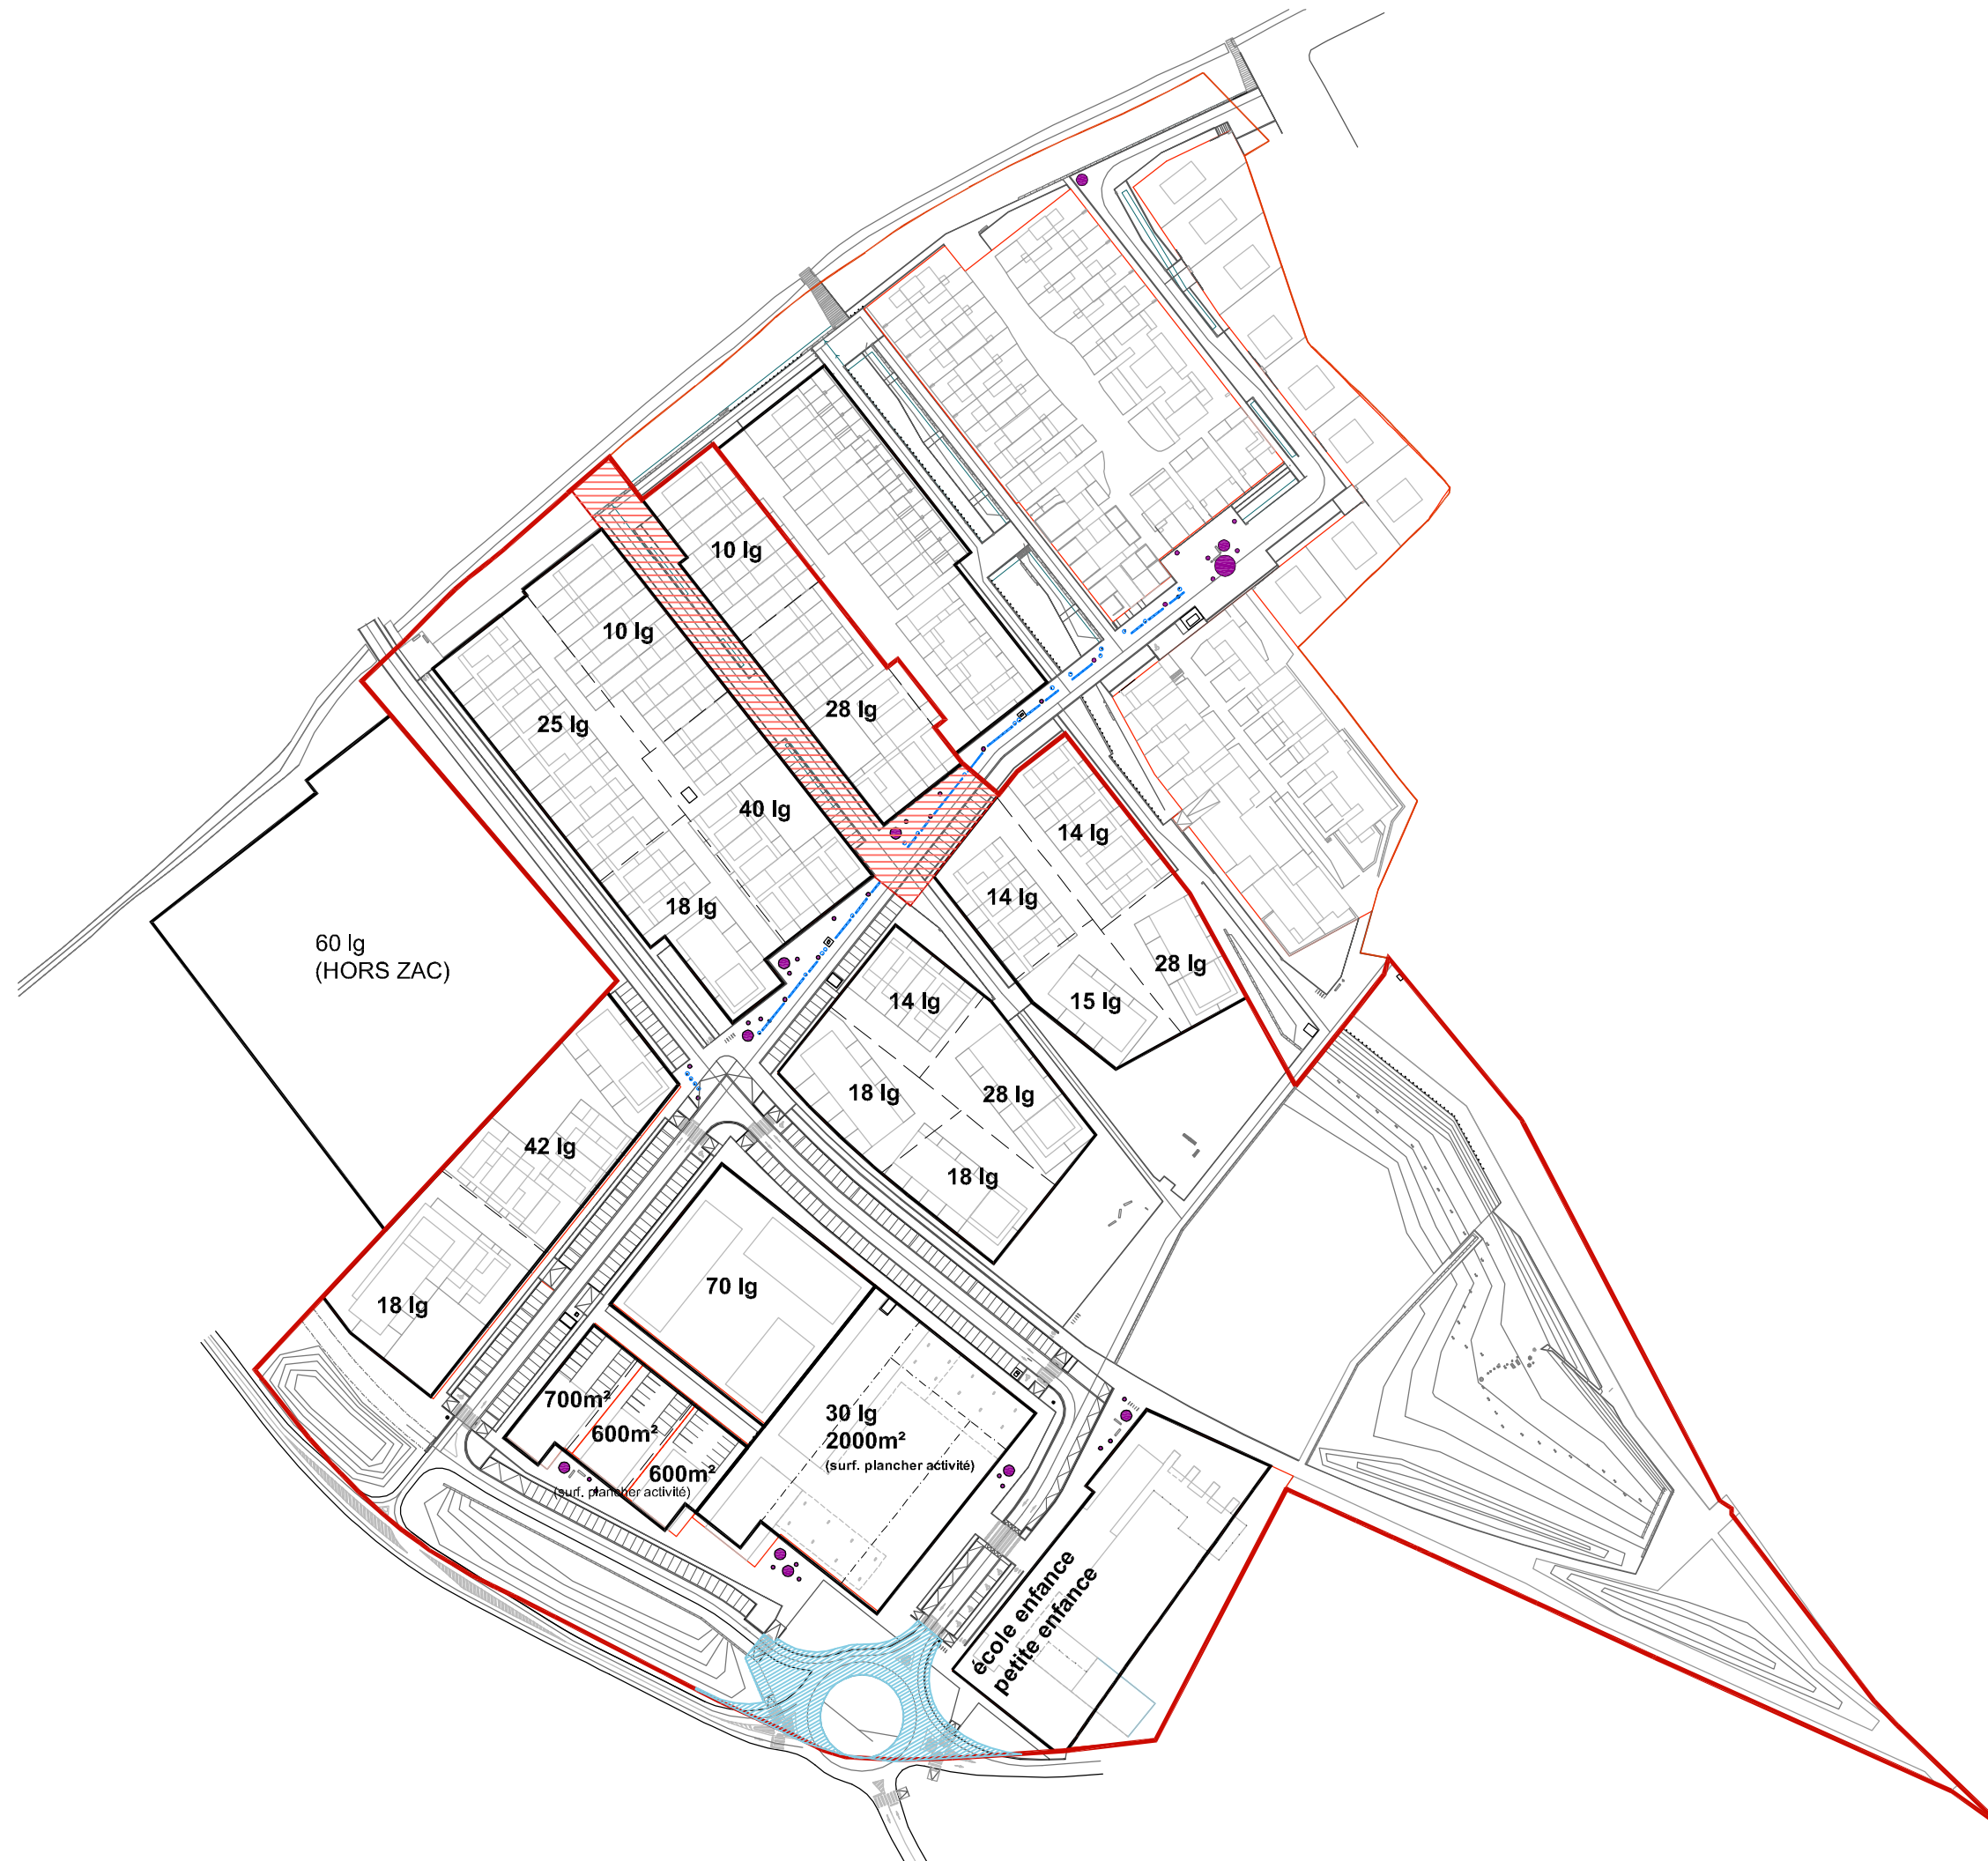 10 lg
10 lg
25 lg
28 lg
40 lg
14 lg
14 lg
18 lg
60 lg
(HORS ZAC)
28 lg
14 lg
15 lg
18 lg
28 lg
42 lg
18 lg
70 lg
18 lg
700m²
600m²
600m²
(surf. plancher activité)
30 lg
2000m²
(surf. plancher activité)
école enfance
petite enfance